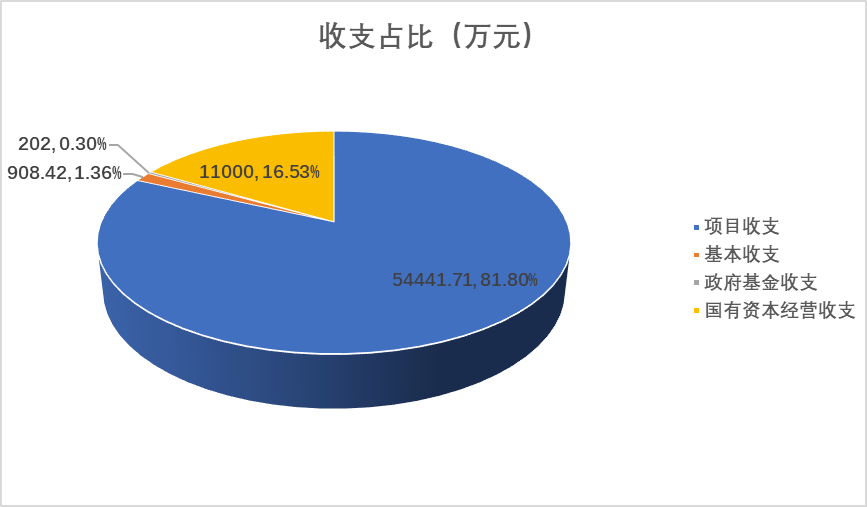 收支占比（万元）
202, 0.30%
908.42, 1.36%
11000, 16.53%
54441.71, 81.80%
项目收支
基本收支
政府基金收支
国有资本经营收支